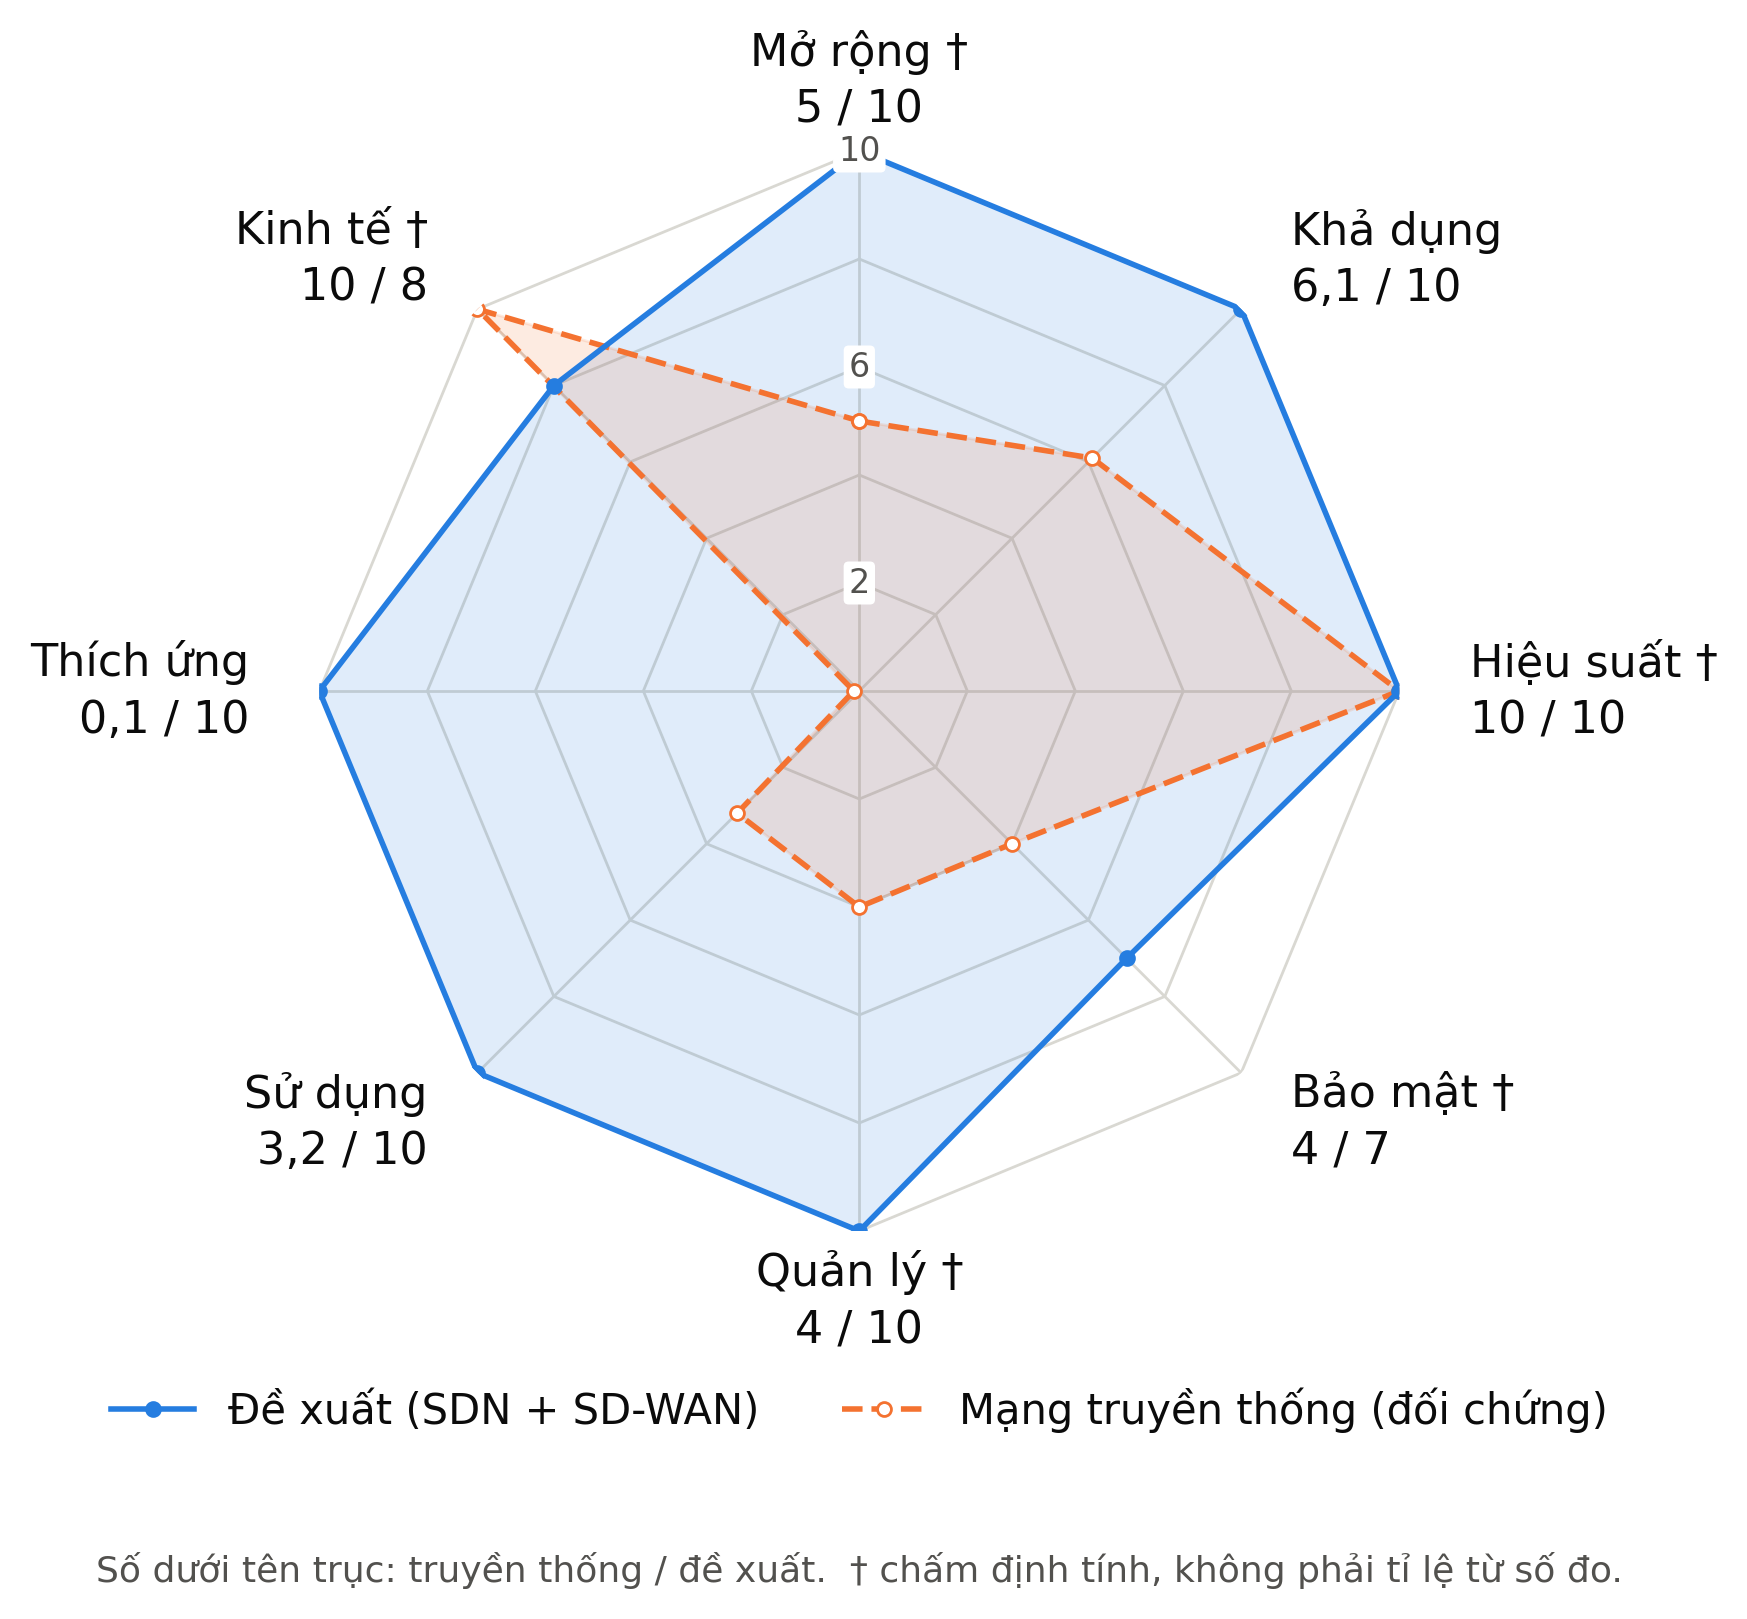 Mở rộng †
5 / 10
10
Kinh tế †
10 / 8
Khả dụng
6,1 / 10
6
2
Thích ứng
0,1 / 10
Hiệu suất †
10 / 10
Sử dụng
3,2 / 10
Bảo mật †
4 / 7
Quản lý †
4 / 10
Đề xuất (SDN + SD-WAN)
Mạng truyền thống (đối chứng)
Số dưới tên trục: truyền thống / đề xuất.  † chấm định tính, không phải tỉ lệ từ số đo.